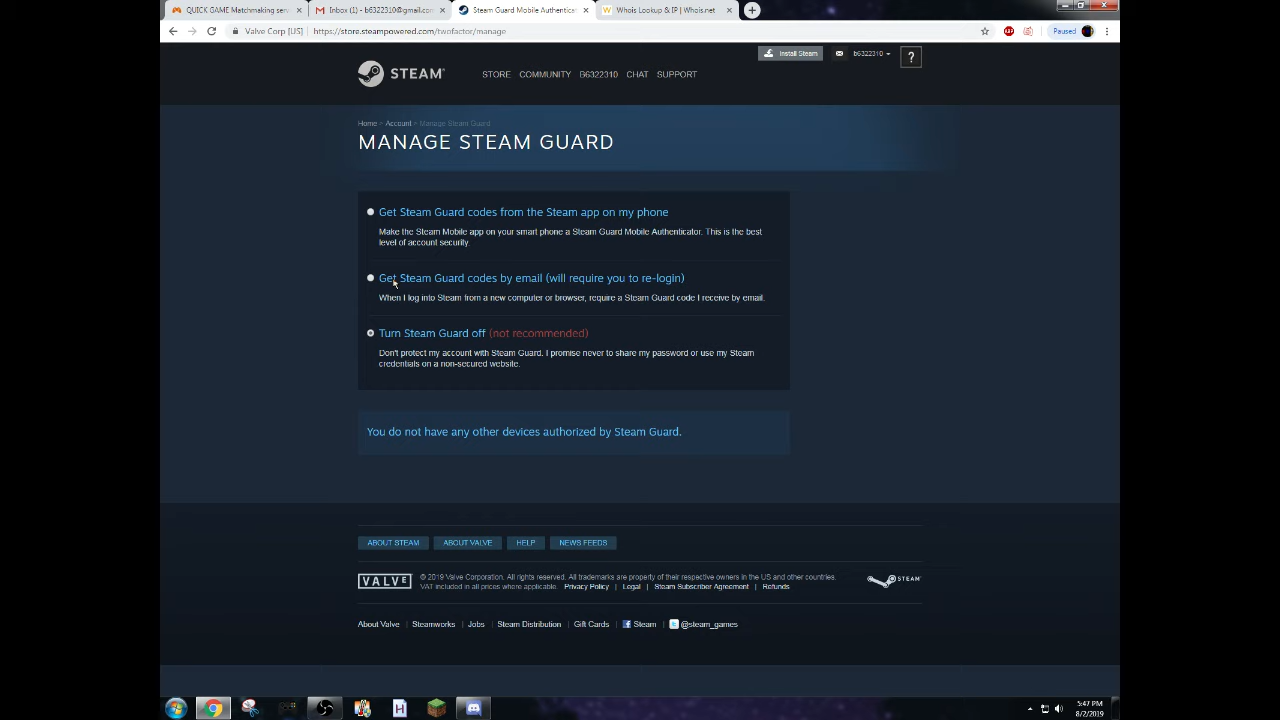 QUICK GAME Matchmaking serv
Inbox (1) - b6322310@gmail.com
Steam Guard Mobile Authenticat
Whois Lookup & IP | Whois.net
Valve Corp [US] | https://store.steampowered.com/twofactor/manage
Paused
Install Steam
b6322310
?
STEAM
STORE COMMUNITY B6322310 CHAT SUPPORT
Home > Account > Manage Steam Guard
MANAGE STEAM GUARD
Get Steam Guard codes from the Steam app on my phone
Make the Steam Mobile app on your smart phone a Steam Guard Mobile Authenticator. This is the best
level of account security.
Get Steam Guard codes by email (will require you to re-login)
When I log into Steam from a new computer or browser, require a Steam Guard code I receive by email.
Turn Steam Guard off (not recommended)
Don't protect my account with Steam Guard. I promise never to share my password or use my Steam
credentials on a non-secured website.
You do not have any other devices authorized by Steam Guard.
ABOUT STEAM ABOUT VALVE HELP NEWS FEEDS
VALVE
© 2019 Valve Corporation. All rights reserved. All trademarks are property of their respective owners in the US and other countries.
VAT included in all prices where applicable. Privacy Policy | Legal | Steam Subscriber Agreement | Refunds
STEAM
About Valve | Steamworks | Jobs | Steam Distribution | Gift Cards | Steam | @steam_games
5:47 PM
8/2/2019